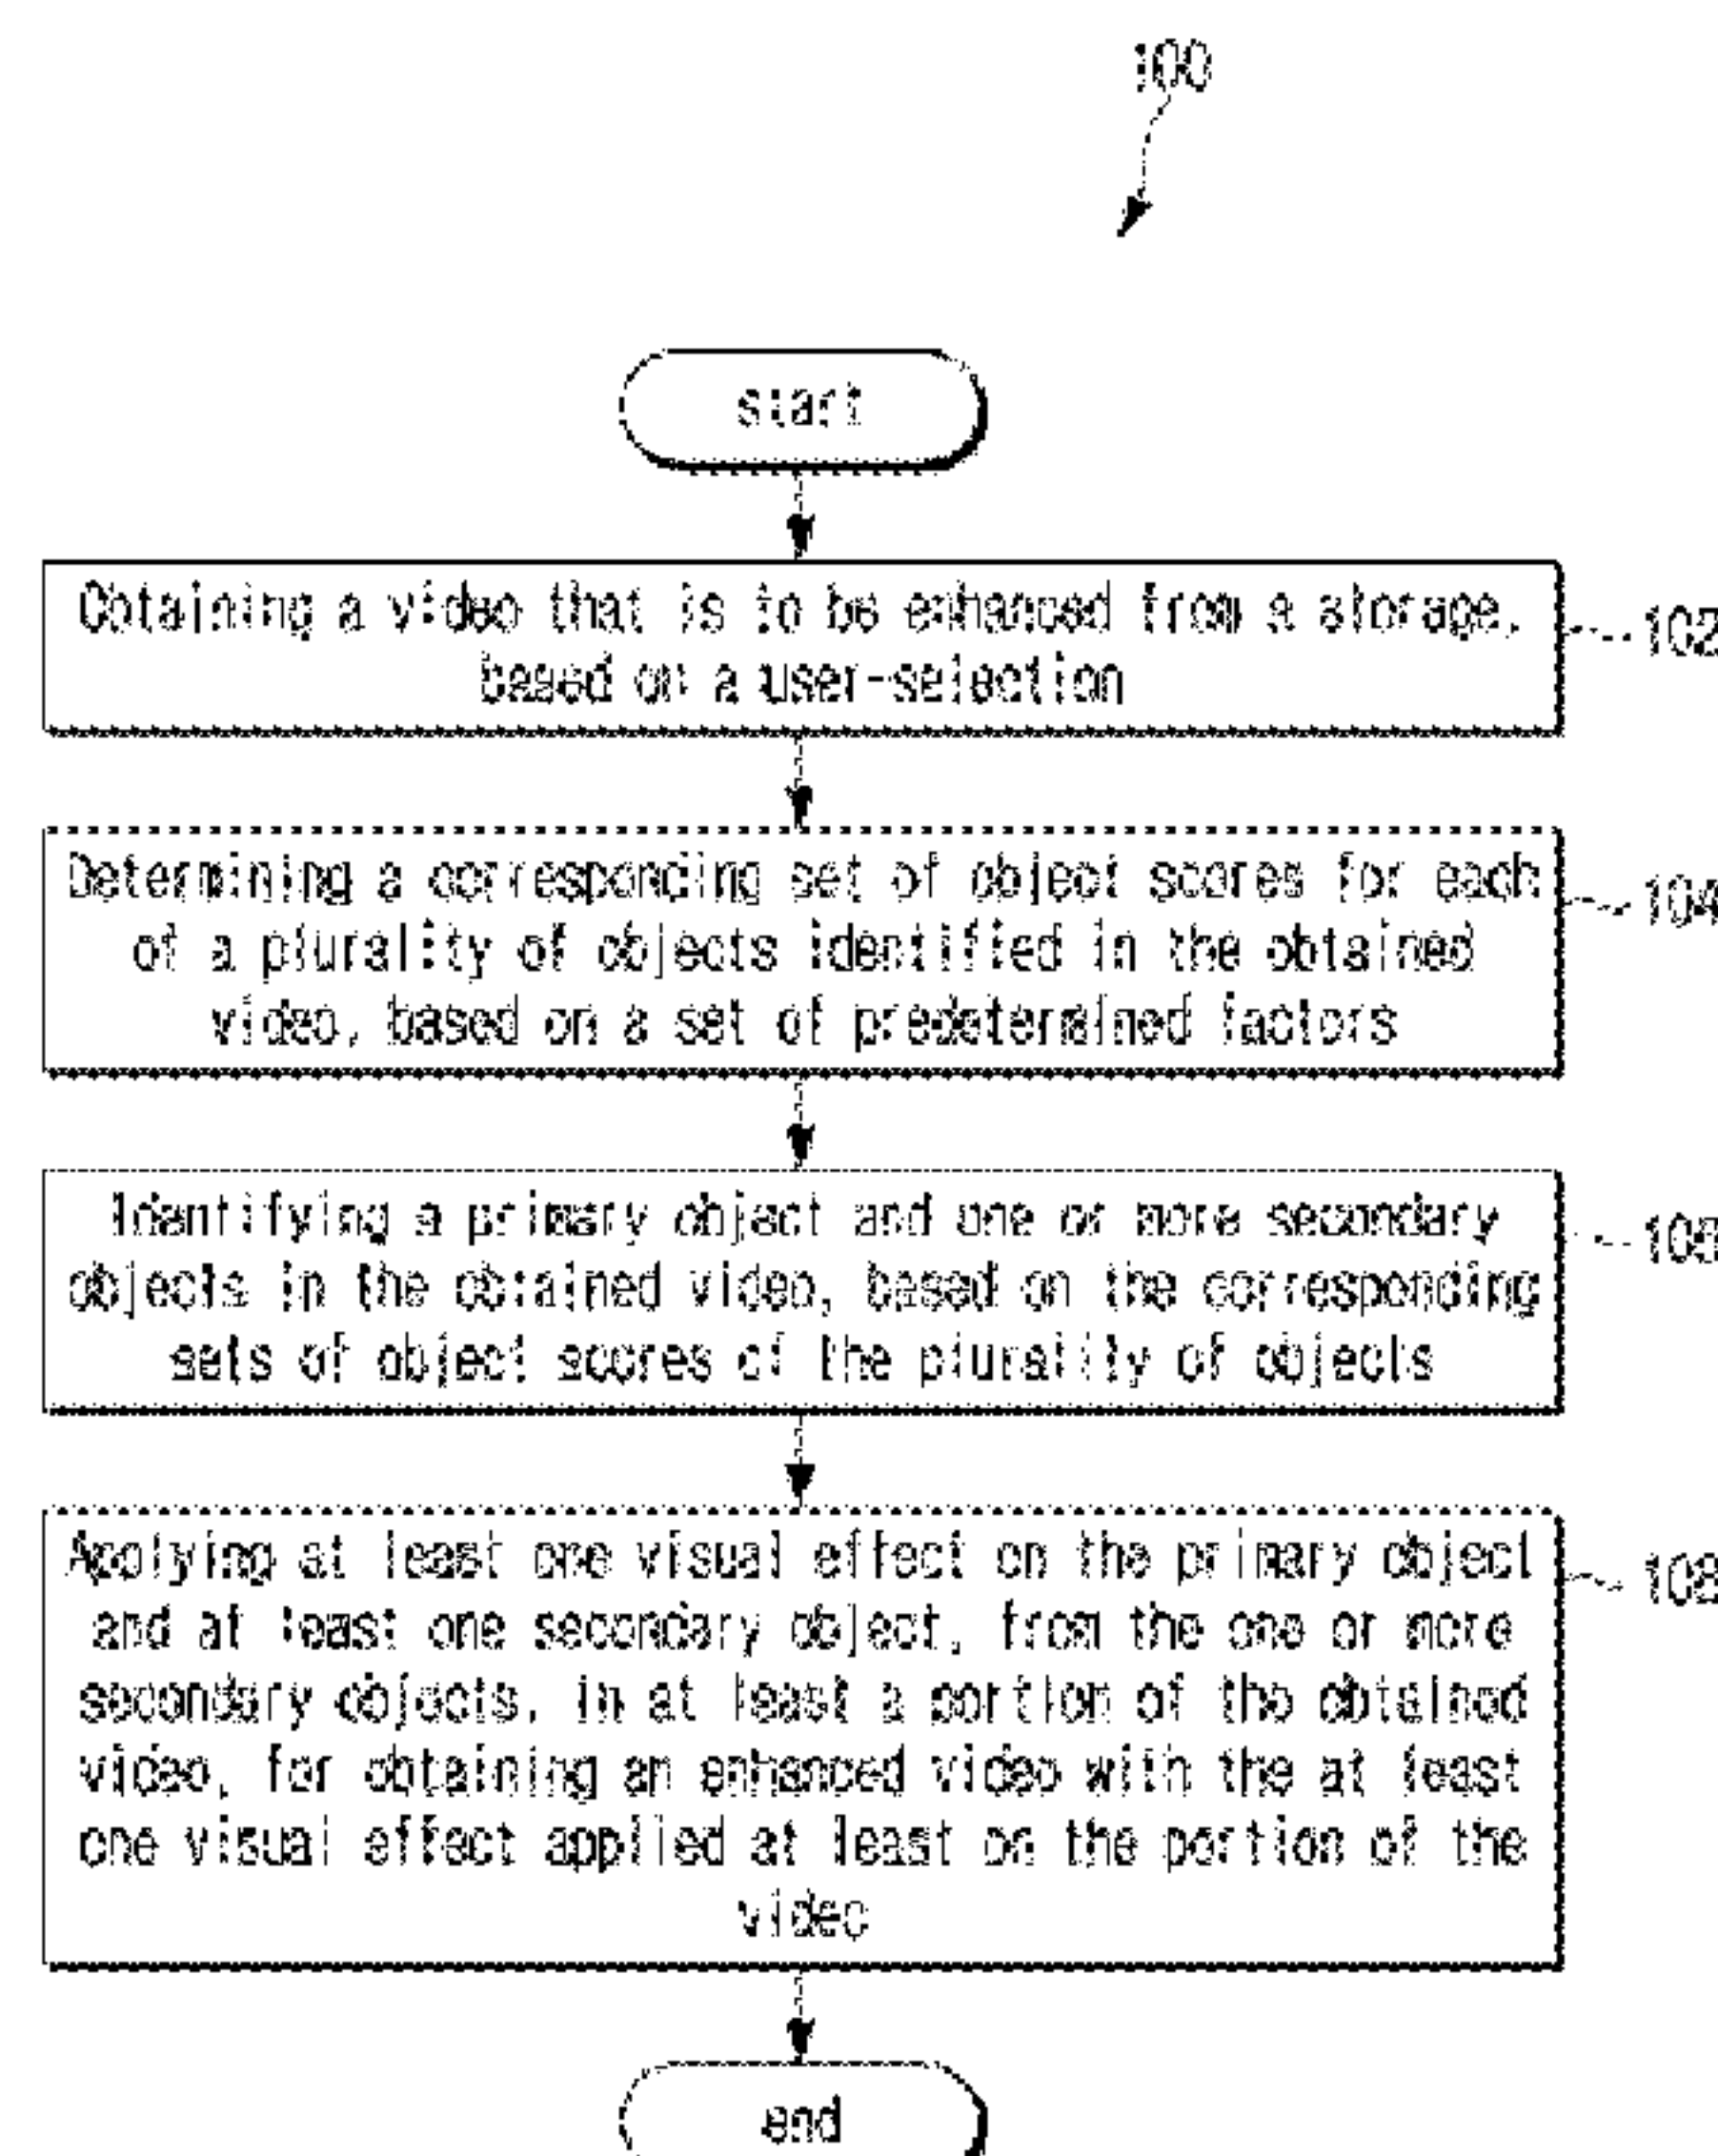 100
start
Obtaining a video that is to be enhanced from a storage,
based on a user-selection
102
Determining a corresponding set of object scores for each
of a plurality of objects identified in the obtained
video, based on a set of predetermined factors
104
Identifying a primary object and one or more secondary
objects in the obtained video, based on the corresponding
sets of object scores of the plurality of objects
106
Applying at least one visual effect on the primary object
and at least one secondary object, from the one or more
secondary objects, in at least a portion of the obtained
video, for obtaining an enhanced video with the at least
one visual effect applied at least on the portion of the
video
108
end